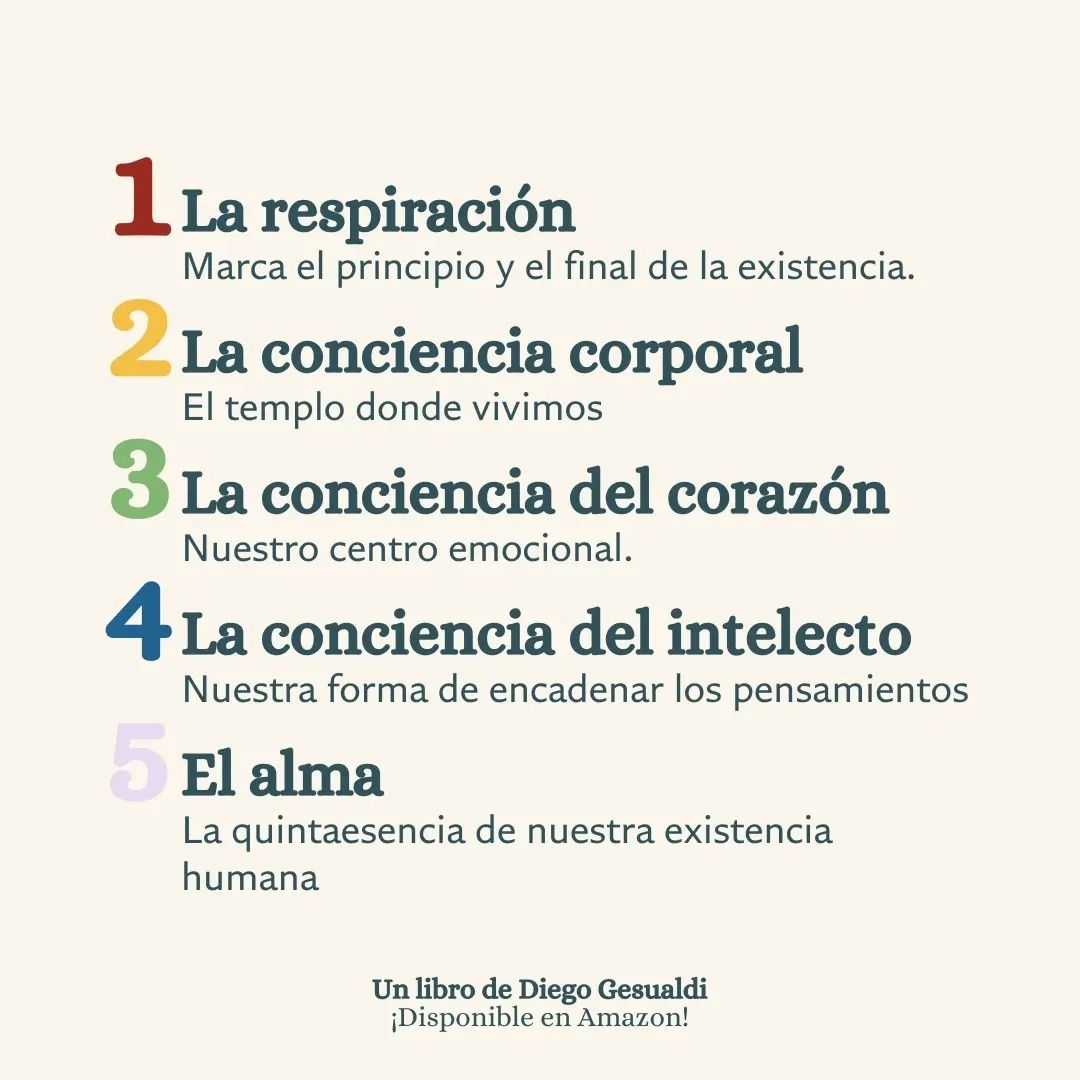 1 La respiración
Marca el principio y el final de la existencia.
2 La conciencia corporal
El templo donde vivimos
3 La conciencia del corazón
Nuestro centro emocional.
4 La conciencia del intelecto
Nuestra forma de encadenar los pensamientos
5 El alma
La quintaesencia de nuestra existencia
humana
Un libro de Diego Gesualdi
¡Disponible en Amazon!